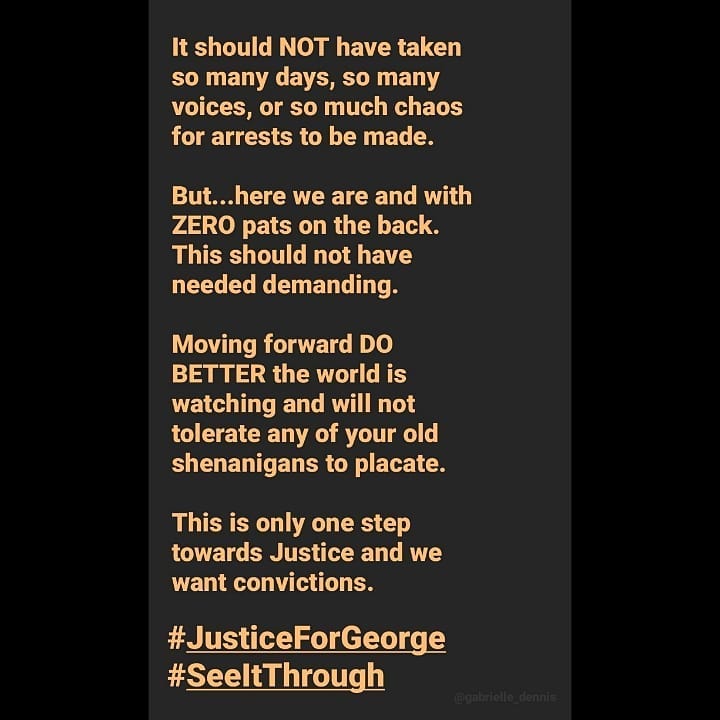 It should NOT have taken
so many days, so many
voices, or so much chaos
for arrests to be made.
But...here we are and with
ZERO pats on the back.
This should not have
needed demanding.
Moving forward DO
BETTER the world is
watching and will not
tolerate any of your old
shenanigans to placate.
This is only one step
towards Justice and we
want convictions.
#JusticeForGeorge
#SeeItThrough
@gabrielle_dennis